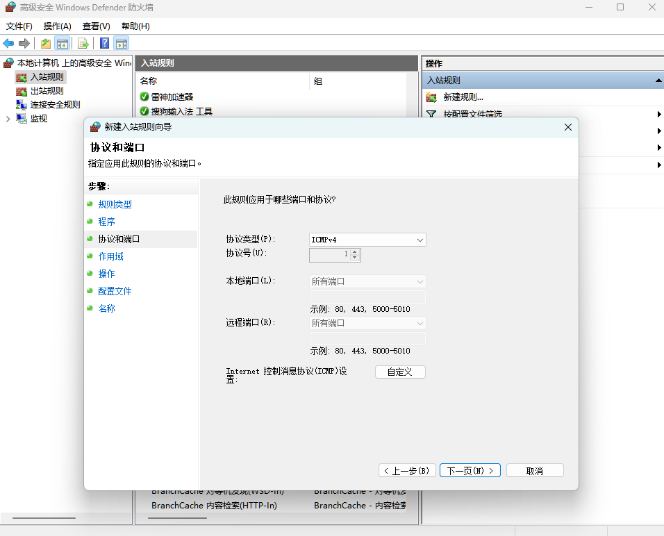 高级安全 Windows Defender 防火墙
文件(F) 操作(A) 查看(V) 帮助(H)
本地计算机 上的高级安全 Win
入站规则
出站规则
连接安全规则
监视
入站规则
名称 组
雷神加速器
搜狗输入法 工具
操作
入站规则
新建规则...
按配置文件筛选
新建入站规则向导
协议和端口
指定应用此规则的协议和端口。
步骤:
规则类型
程序
协议和端口
作用域
操作
配置文件
名称
此规则应用于哪些端口和协议?
协议类型(P): ICMPv4
协议号(U): 1
本地端口(L): 所有端口
示例: 80, 443, 5000-5010
远程端口(R): 所有端口
示例: 80, 443, 5000-5010
Internet 控制消息协议(ICMP)设
置:
自定义
< 上一步(B) 下一页(N) > 取消
BranchCache 对等机发现(WSD-In) BranchCache - 对等机发
BranchCache 内容检索(HTTP-In) BranchCache - 内容检索